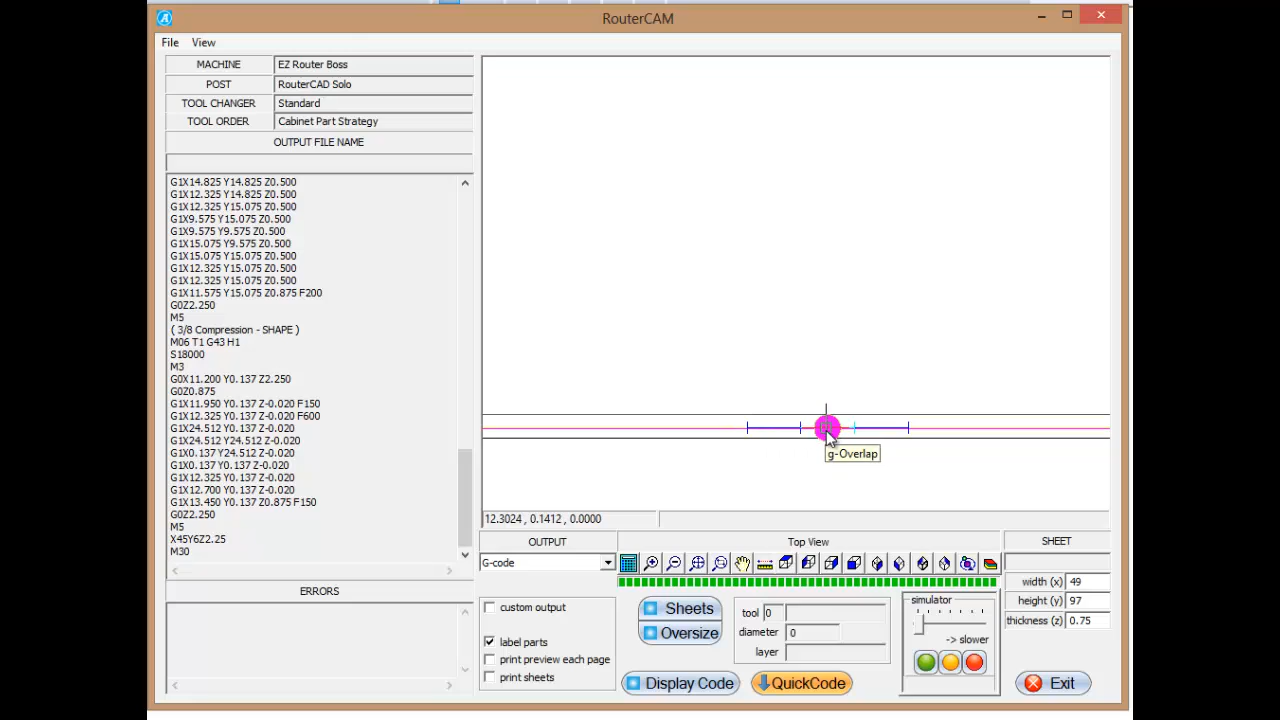 RouterCAM
File View
MACHINE EZ Router Boss
POST RouterCAD Solo
TOOL CHANGER Standard
TOOL ORDER Cabinet Part Strategy
OUTPUT FILE NAME
G1X14.825 Y14.825 Z0.500
G1X12.325 Y14.825 Z0.500
G1X12.325 Y15.075 Z0.500
G1X9.575 Y15.075 Z0.500
G1X9.575 Y9.575 Z0.500
G1X15.075 Y9.575 Z0.500
G1X15.075 Y15.075 Z0.500
G1X12.325 Y15.075 Z0.500
G1X12.325 Y15.075 Z0.500
G1X11.575 Y15.075 Z0.875 F200
G0Z2.250
M5
( 3/8 Compression - SHAPE )
M06 T1 G43 H1
S18000
M3
G0X11.200 Y0.137 Z2.250
G0Z0.875
G1X11.950 Y0.137 Z-0.020 F150
G1X12.325 Y0.137 Z-0.020 F600
G1X24.512 Y0.137 Z-0.020
G1X24.512 Y24.512 Z-0.020
G1X0.137 Y24.512 Z-0.020
G1X0.137 Y0.137 Z-0.020
G1X12.325 Y0.137 Z-0.020
G1X12.700 Y0.137 Z-0.020
G1X13.450 Y0.137 Z0.875 F150
G0Z2.250
M5
X45Y6Z2.25
M30
ERRORS
g-Overlap
12.3024 , 0.1412 , 0.0000
OUTPUT
G-code
Top View
SHEET
width (x) 49
height (y) 97
thickness (z) 0.75
custom output
label parts
print preview each page
print sheets
Sheets
Oversize
tool 0
diameter 0
layer
simulator
-> slower
Display Code
QuickCode
Exit